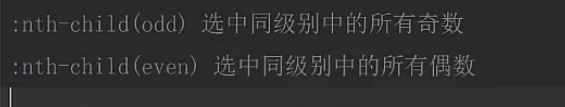 :nth-child(odd) 选中同级别中的所有奇数
:nth-child(even) 选中同级别中的所有偶数